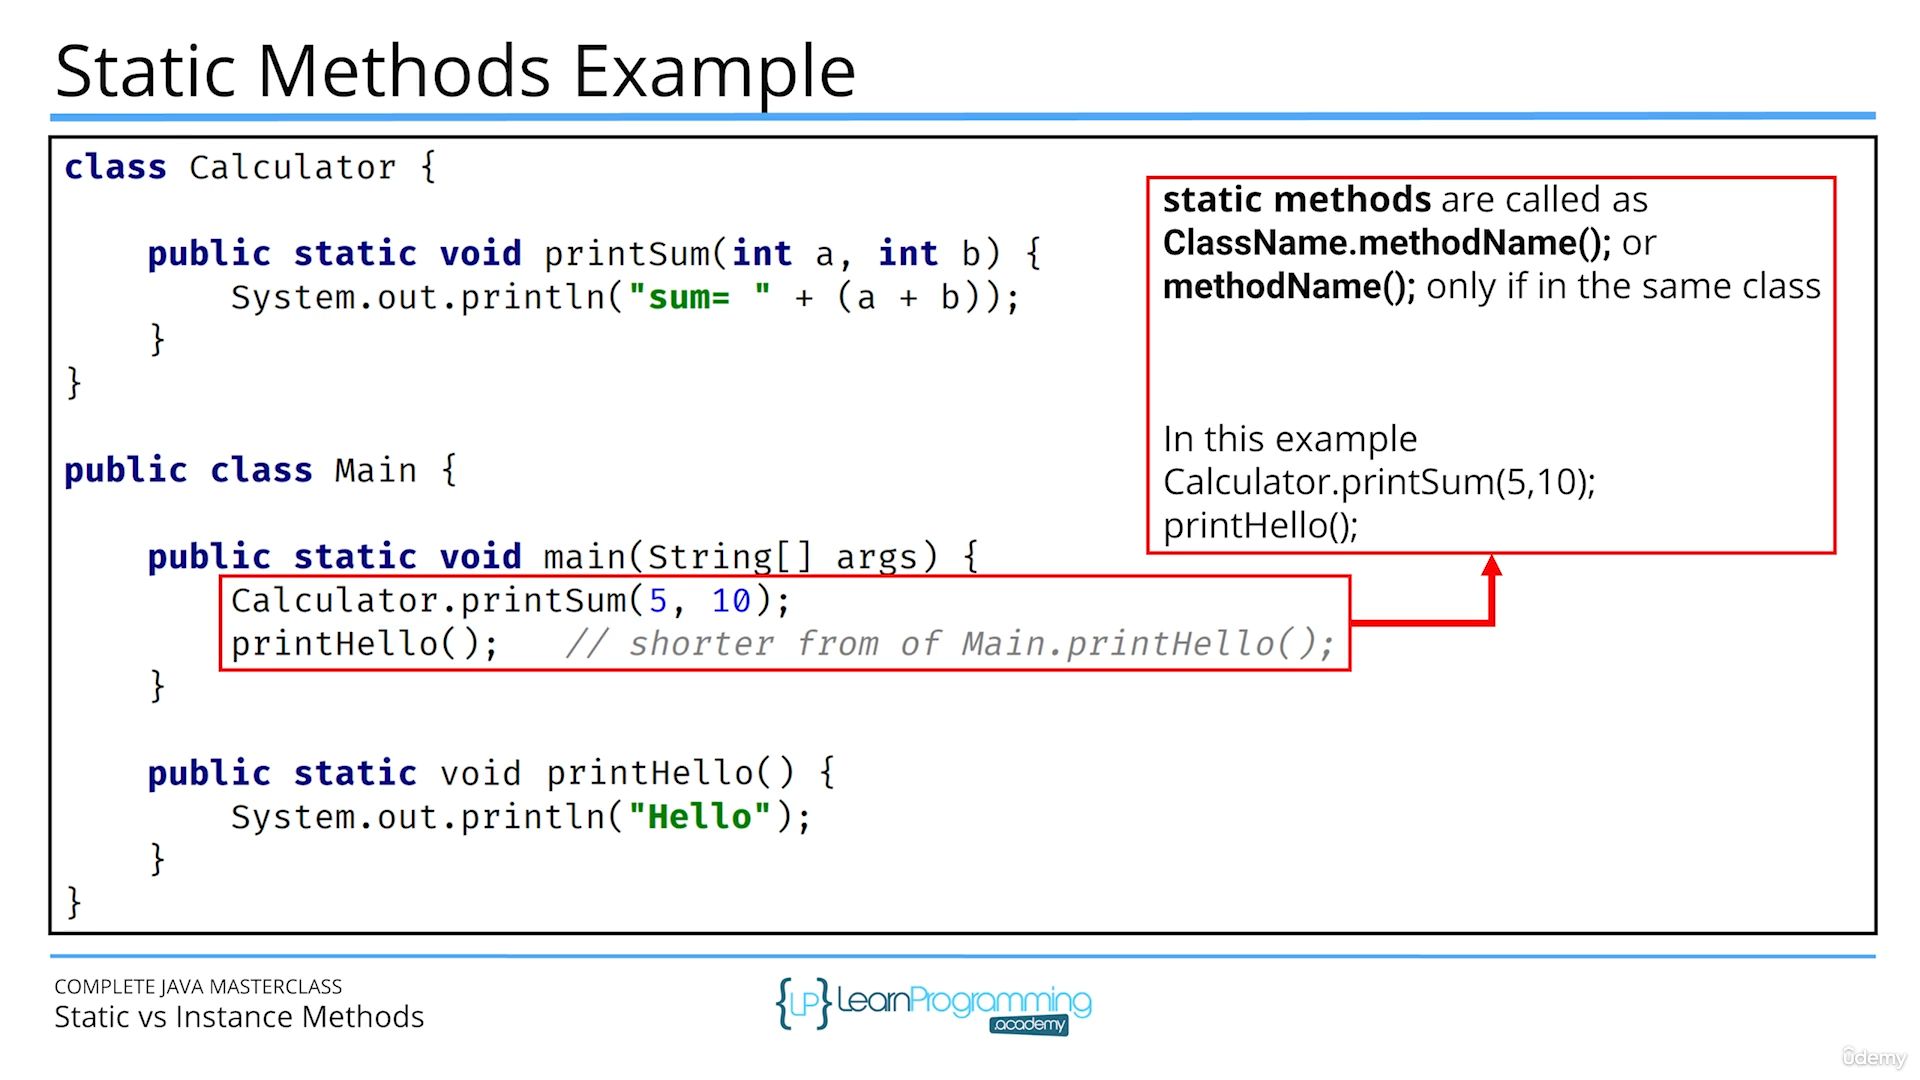 Static Methods Example
class Calculator {
public static void printSum(int a, int b) {
System.out.println("sum= " + (a + b));
}
}
public class Main {
public static void main(String[] args) {
Calculator.printSum(5, 10);
printHello();   // shorter from of Main.printHello();
}
public static void printHello() {
System.out.println("Hello");
}
}
static methods are called as
ClassName.methodName(); or
methodName(); only if in the same class
In this example
Calculator.printSum(5,10);
printHello();
COMPLETE JAVA MASTERCLASS
Static vs Instance Methods
{LP} LearnProgramming
.academy
ûdemy